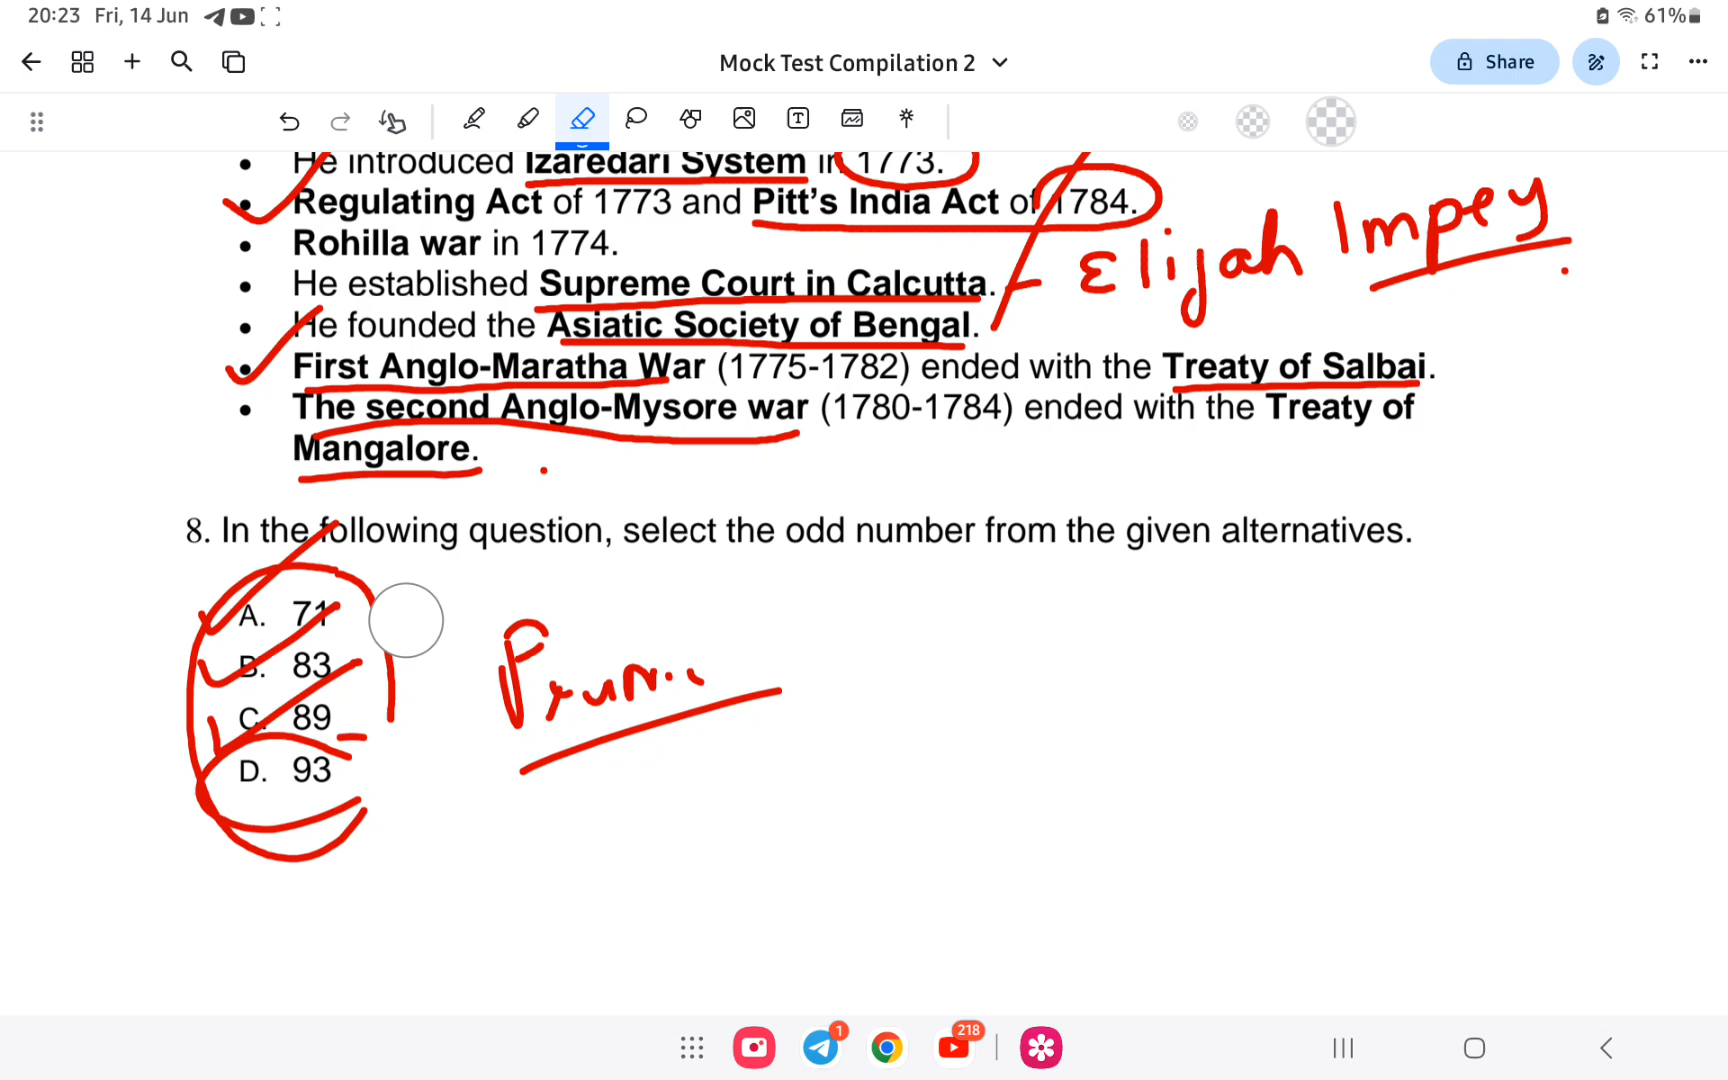 20:23 Fri, 14 Jun
61%
Mock Test Compilation 2
Share
He introduced Izaredari System in 1773.
Regulating Act of 1773 and Pitt's India Act of 1784.
Rohilla war in 1774.
He established Supreme Court in Calcutta.
- Elijah Impey
He founded the Asiatic Society of Bengal.
First Anglo-Maratha War (1775-1782) ended with the Treaty of Salbai.
The second Anglo-Mysore war (1780-1784) ended with the Treaty of
Mangalore.
8. In the following question, select the odd number from the given alternatives.
A. 71
B. 83
C. 89
D. 93
1
218